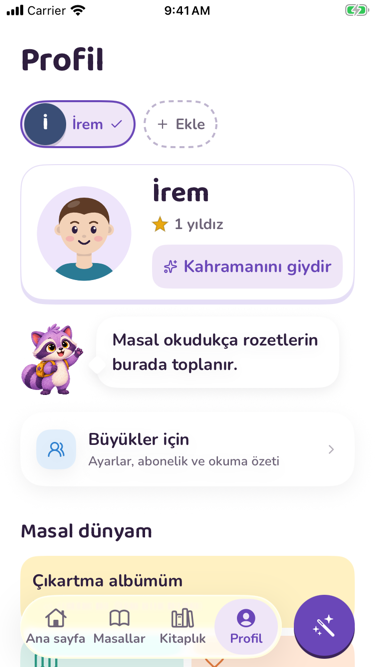 Carrier 9:41 AM
Profil
i İrem + Ekle
İrem
1 yıldız
Kahramanını giydir
Masal okudukça rozetlerin
burada toplanır.
Büyükler için
Ayarlar, abonelik ve okuma özeti
Masal dünyam
Çıkartma albümüm
Ana sayfa Masallar Kitaplık Profil